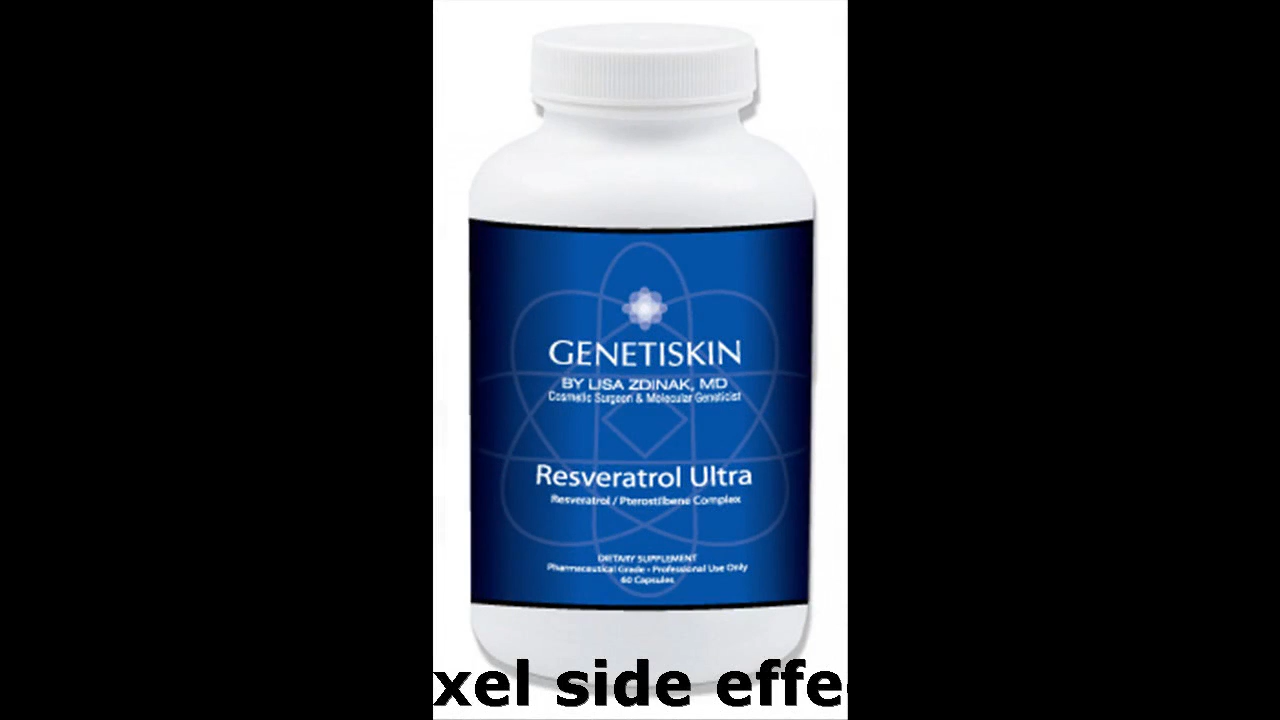 GENETISKIN
BY LISA ZDINAK, MD
Cosmetic Surgeon & Molecular Geneticist
Resveratrol Ultra
Resveratrol / Pterostilbene Complex
DIETARY SUPPLEMENT
Pharmaceutical Grade • Professional Use Only
60 Capsules
xel side effe